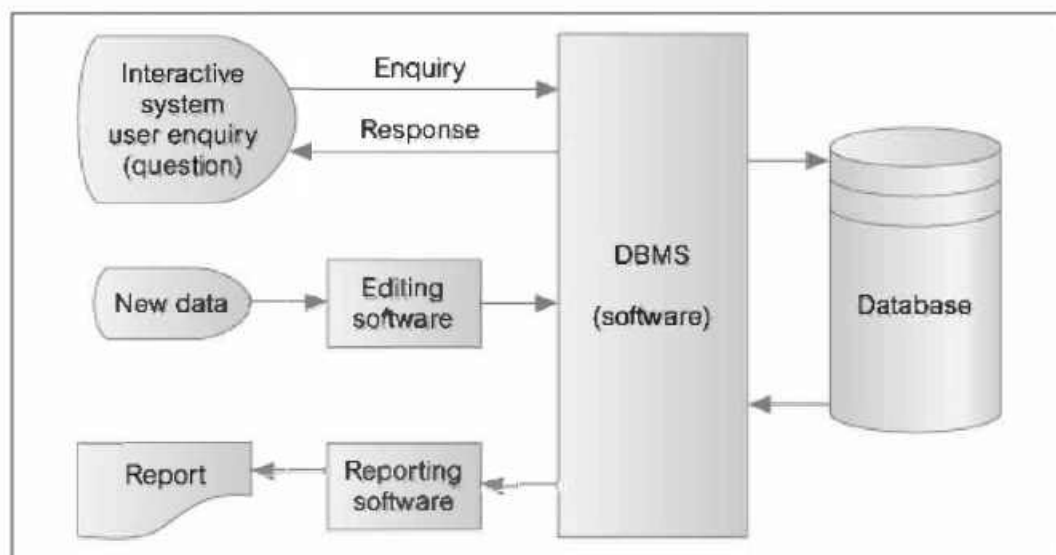 Interactive
system
user enquiry
(question)
Enquiry
Response
New data
Editing
software
DBMS
(software)
Database
Report
Reporting
software